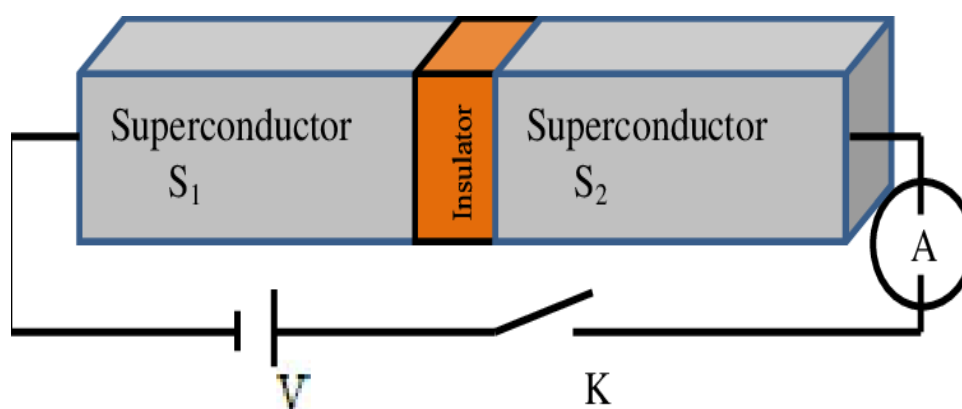 Superconductor
S₁
Insulator
Superconductor
S₂
A
V
K